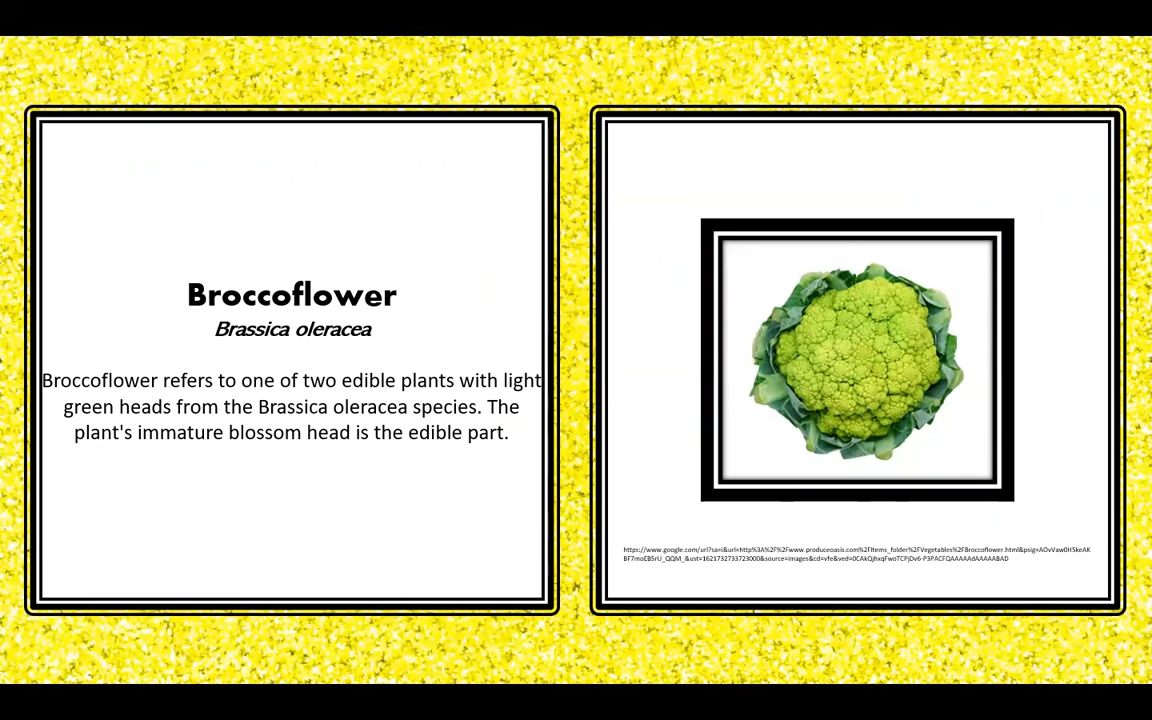 Broccoflower
Brassica oleracea
Broccoflower refers to one of two edible plants with light
green heads from the Brassica oleracea species. The
plant's immature blossom head is the edible part.
https://www.google.com/url?sa=i&url=http%3A%2F%2Fwww.produceoasis.com%2FItems_folder%2FVegetables%2FBroccoflower.html&psig=AOvVaw0H5keAK
BF7moEB5rU_QQM_&ust=1621732733723000&source=images&cd=vfe&ved=0CAkQjhxqFwoTCPjDv6-P3PACFQAAAAAdAAAAABAD